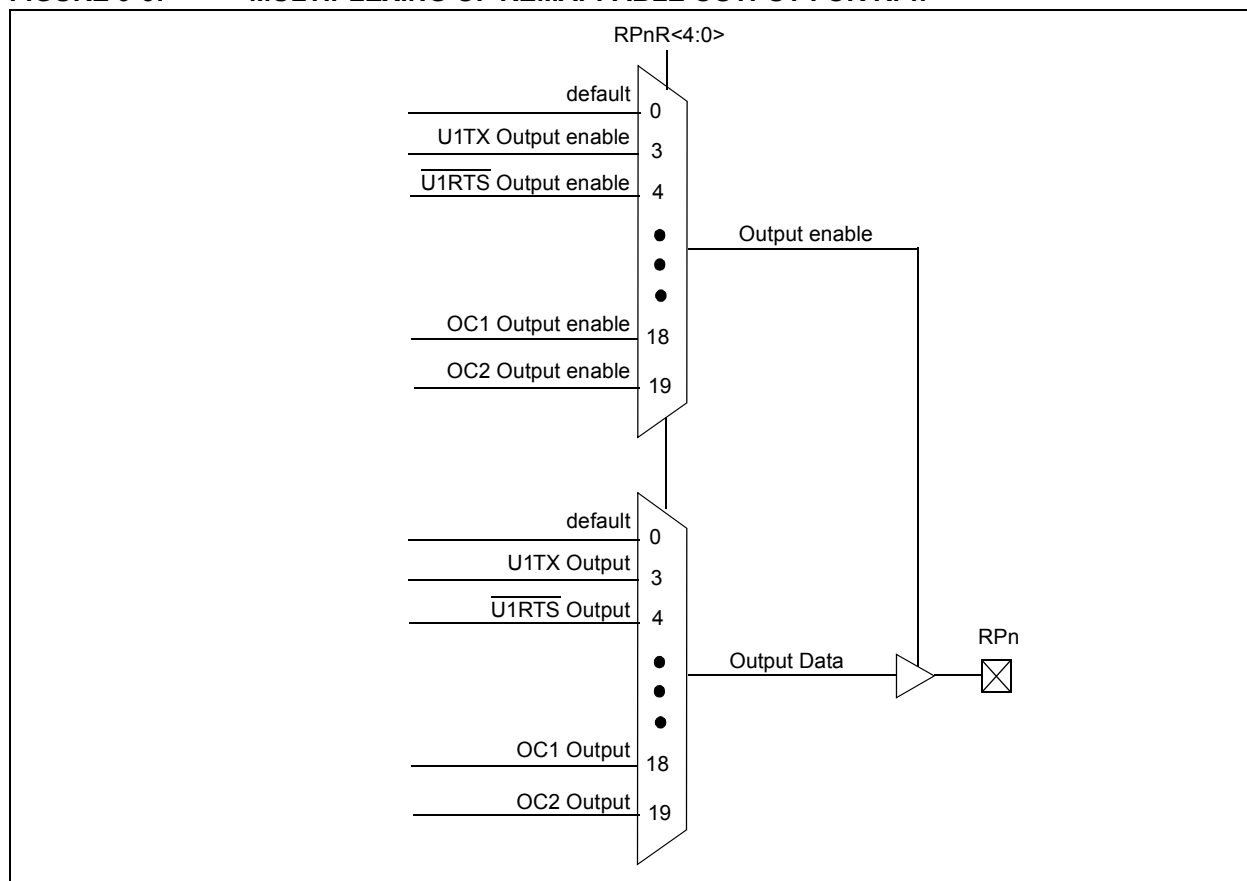 RPnR<4:0>
default
0
U1TX Output enable
3
U1RTS Output enable
4
Output enable
OC1 Output enable
18
OC2 Output enable
19
default
0
U1TX Output
3
U1RTS Output
4
RPn
Output Data
OC1 Output
18
OC2 Output
19